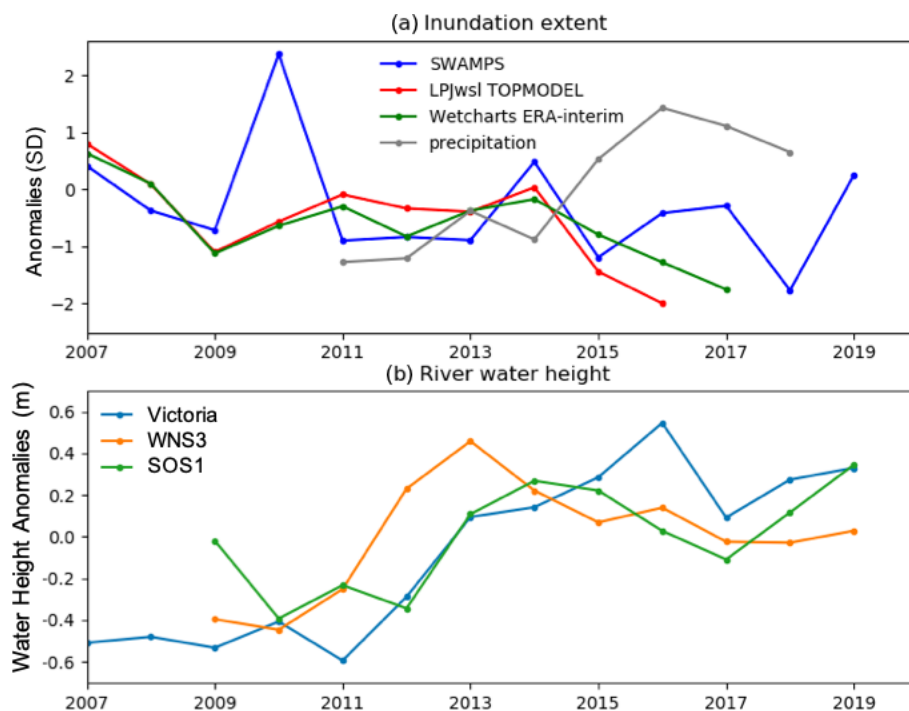 (a) Inundation extent
SWAMPS
LPJwsl TOPMODEL
Wetcharts ERA-interim
precipitation
Anomalies (SD)
2
1
0
−1
−2
2007 2009 2011 2013 2015 2017 2019
(b) River water height
Victoria
WNS3
SOS1
Water Height Anomalies (m)
0.6
0.4
0.2
0.0
-0.2
-0.4
-0.6
2007 2009 2011 2013 2015 2017 2019